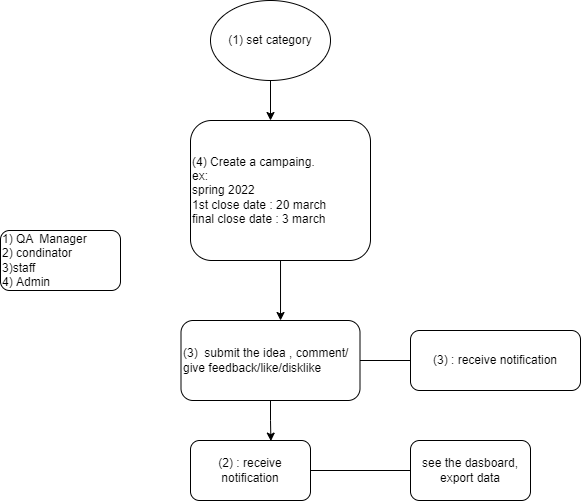 (1) set category
(4) Create a campaing.
ex:
spring 2022
1st close date : 20 march
final close date : 3 march
1) QA Manager
2) condinator
3)staff
4) Admin
(3) submit the idea , comment/
give feedback/like/disklike
(3) : receive notification
(2) : receive
notification
see the dasboard,
export data